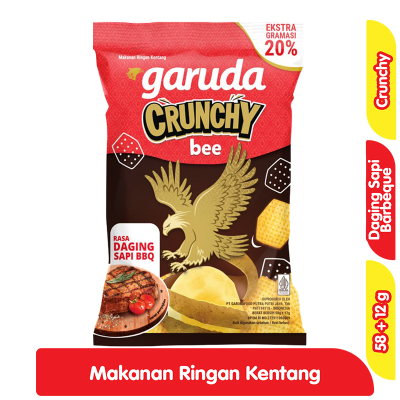 EKSTRA
GRAMASI
20%
Makanan Ringan Kentang
garuda
CRUNCHY
bee
RASA
DAGING
SAPI BBQ
Crunchy
Daging Sapi
Barbeque
58+12 g
Makanan Ringan Kentang